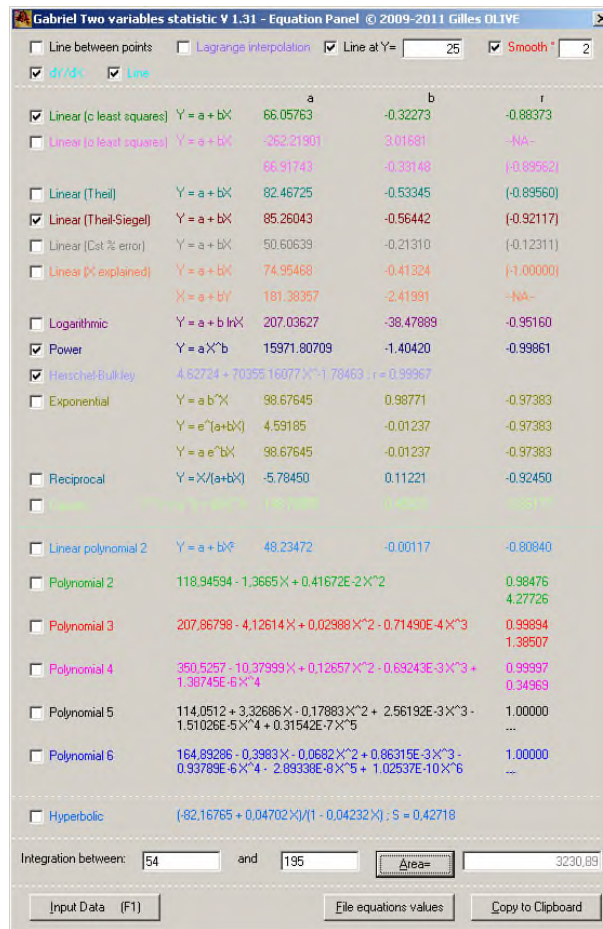 Gabriel Two variables statistic V 1.31 - Equation Panel © 2009-2011 Gilles OLIVE
Line between points Lagrange interpolation Line at Y= 25 Smooth * 2
dY/dX Line
a b r
Linear (c least squares) Y = a + bX 66.05763 -0.32273 -0.88373
Linear (o least squares) Y = a + bX -262.21901 3.01681 --NA--
66.91743 -0.33148 (-0.89562)
Linear (Theil) Y = a + bX 82.46725 -0.53345 (-0.89560)
Linear (Theil-Siegel) Y = a + bX 85.26043 -0.56442 (-0.92117)
Linear (Cst % error) Y = a + bX 50.60639 -0.21310 (-0.12311)
Linear (X explained) Y = a + bX 74.95468 -0.41324 (-1.00000)
X = a + bY 181.38357 -2.41991 --NA--
Logarithmic Y = a + b lnX 207.03627 -38.47889 -0.95160
Power Y = a X^b 15971.80709 -1.40420 -0.99861
Herschel-Bulkley 4.62724 + 70355.16077 X^-1.78463 ; r = 0.99967
Exponential Y = a b^X 98.67645 0.98771 -0.97383
Y = e^(a+bX) 4.59185 -0.01237 -0.97383
Y = a e^bX 98.67645 -0.01237 -0.97383
Reciprocal Y = X/(a+bX) -5.78450 0.11221 -0.92450
Linear polynomial 2 Y = a + bX² 48.23472 -0.00117 -0.80840
Polynomial 2 118,94594 - 1,3665 X + 0,41672E-2 X^2 0.98476
4.27726
Polynomial 3 207,86798 - 4,12614 X + 0,02988 X^2 - 0,71490E-4 X^3 0.99894
1.38507
Polynomial 4 350,5257 - 10,37999 X + 0,12657 X^2 - 0,69243E-3 X^3 + 0.99997
1,38745E-6 X^4 0.34969
Polynomial 5 114,0512 + 3,32686 X - 0,17883 X^2 + 2,56192E-3 X^3 - 1.00000
1,51026E-5 X^4 + 0,31542E-7 X^5 ...
Polynomial 6 164,89286 - 0,3983 X - 0,0682 X^2 + 0,86315E-3 X^3 - 1.00000
0,93789E-6 X^4 - 2,89338E-8 X^5 + 1,02537E-10 X^6 ...
Hyperbolic (-82,16765 + 0,04702 X)/(1 - 0,04232 X) ; S = 0,42718
Integration between: 54 and 195 Area= 3230,89
Input Data (F1) File equations values Copy to Clipboard